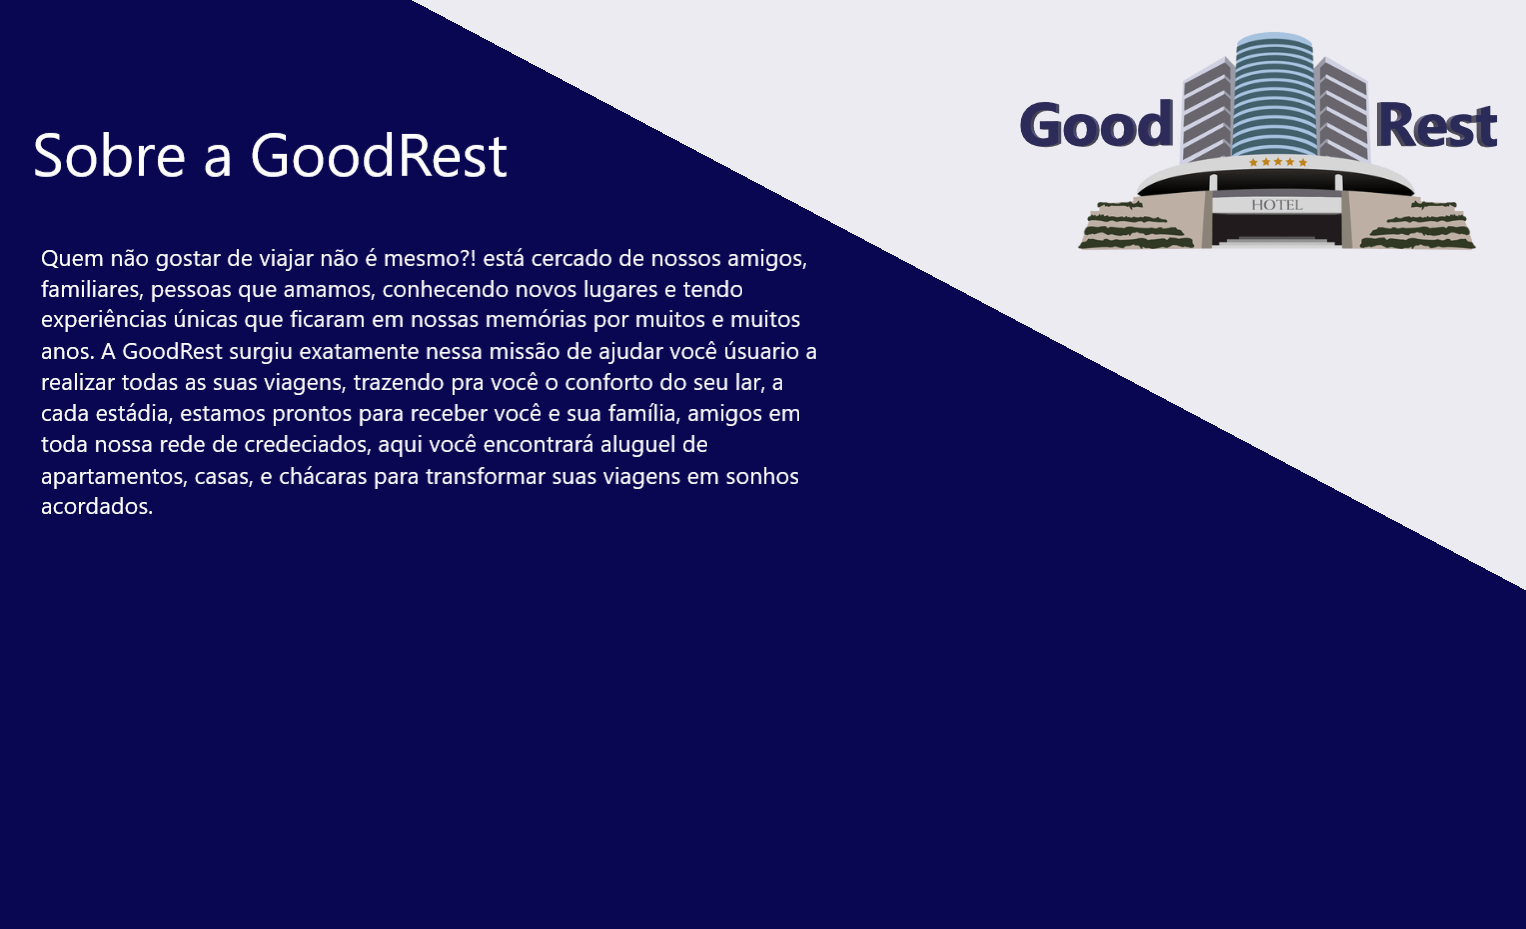 Good Rest
HOTEL
Sobre a GoodRest
Quem não gostar de viajar não é mesmo?! está cercado de nossos amigos,
familiares, pessoas que amamos, conhecendo novos lugares e tendo
experiências únicas que ficaram em nossas memórias por muitos e muitos
anos. A GoodRest surgiu exatamente nessa missão de ajudar você úsuario a
realizar todas as suas viagens, trazendo pra você o conforto do seu lar, a
cada estádia, estamos prontos para receber você e sua família, amigos em
toda nossa rede de credeciados, aqui você encontrará aluguel de
apartamentos, casas, e chácaras para transformar suas viagens em sonhos
acordados.